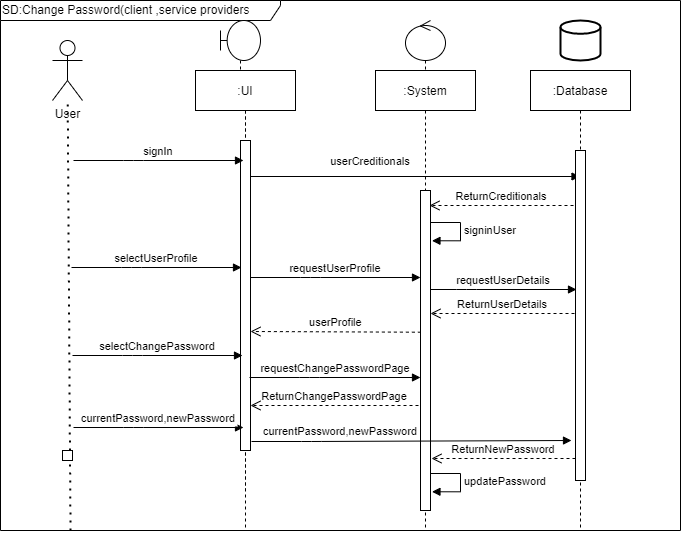 SD:Change Password(client ,service providers
User
:UI
:System
:Database
signIn
userCreditionals
ReturnCreditionals
signinUser
selectUserProfile
requestUserProfile
requestUserDetails
ReturnUserDetails
userProfile
selectChangePassword
requestChangePasswordPage
ReturnChangePasswordPage
currentPassword,newPassword
currentPassword,newPassword
ReturnNewPassword
updatePassword